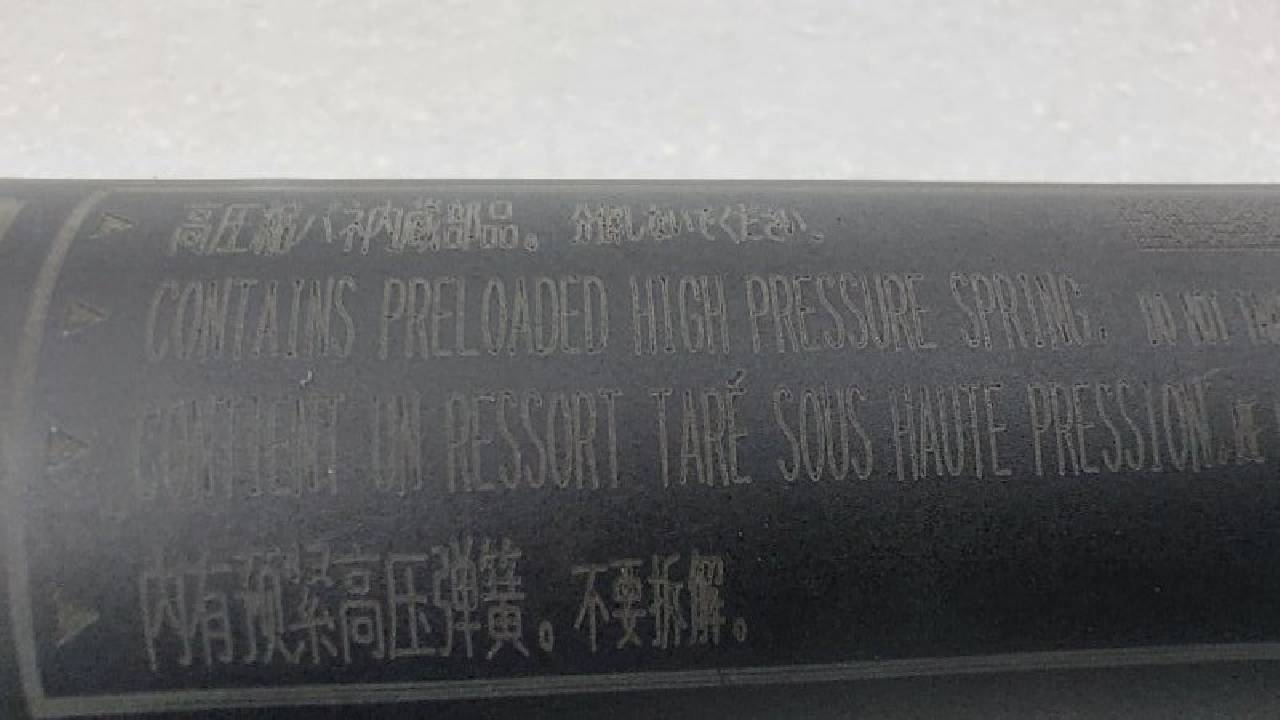 高圧縮バネ内蔵部品。分解しないでください。
CONTAINS PRELOADED HIGH PRESSURE SPRING. DO NOT
CONTIENT UN RESSORT TARÉ SOUS HAUTE PRESSION.
内有预紧高压弹簧。不要拆解。